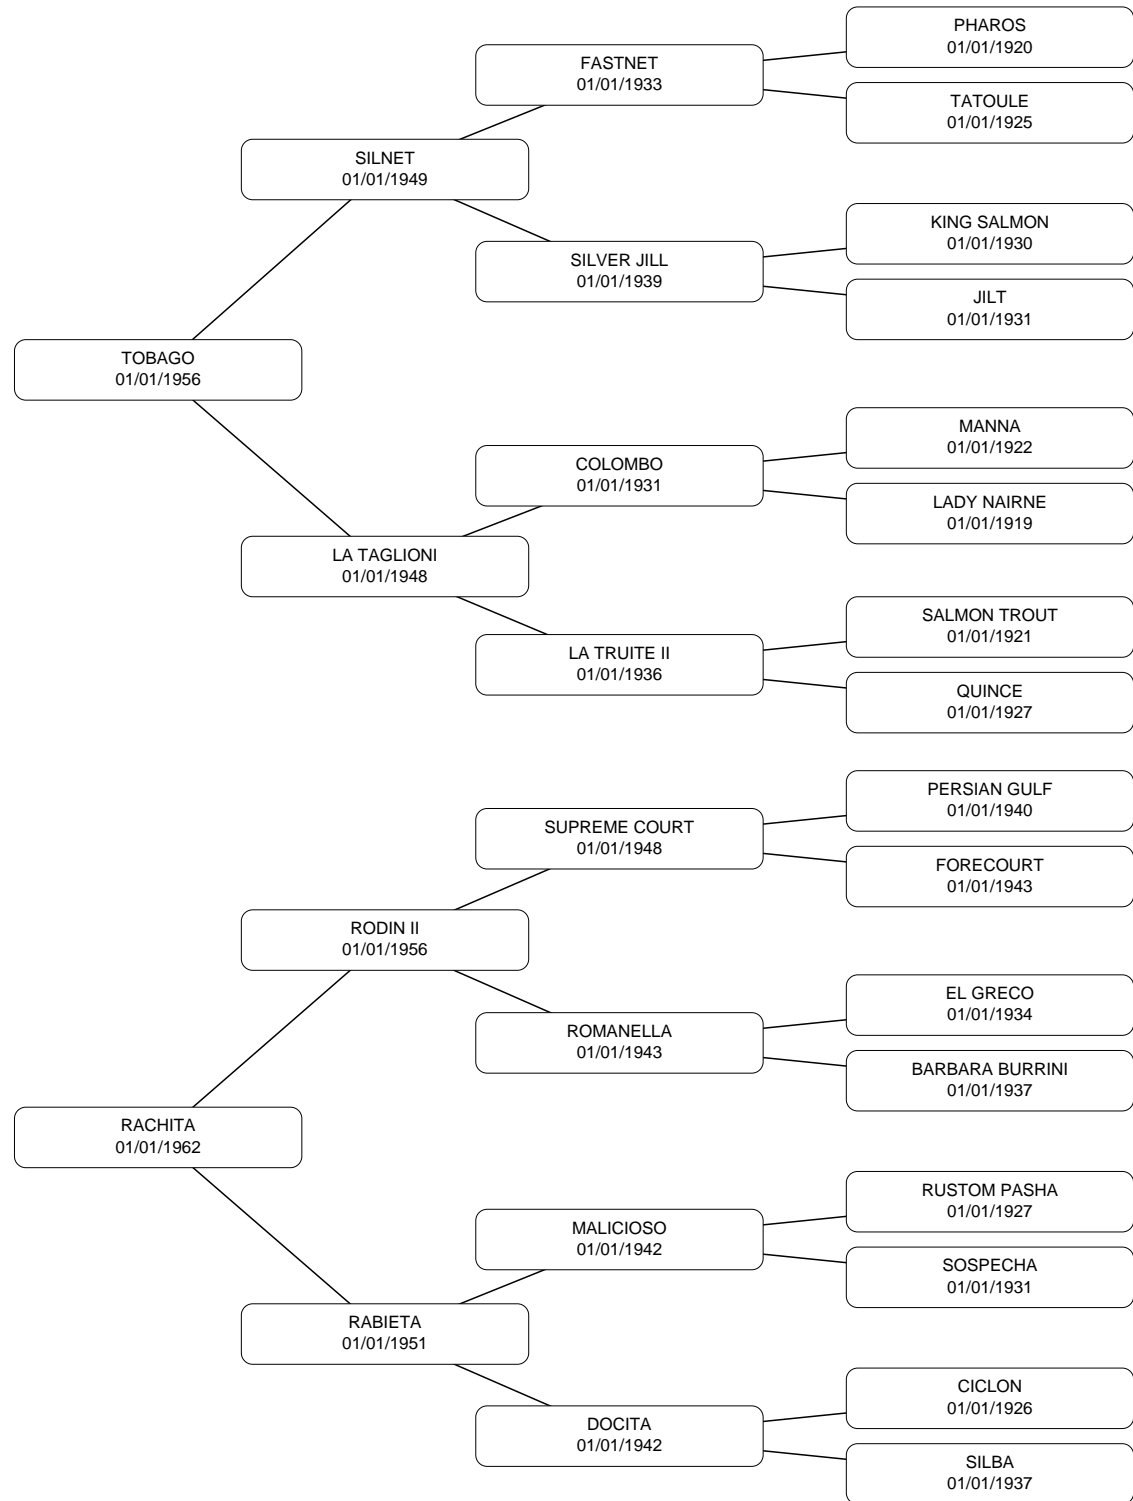 PHAROS
01/01/1920
FASTNET
01/01/1933
TATOULE
01/01/1925
SILNET
01/01/1949
KING SALMON
01/01/1930
SILVER JILL
01/01/1939
JILT
01/01/1931
TOBAGO
01/01/1956
MANNA
01/01/1922
COLOMBO
01/01/1931
LADY NAIRNE
01/01/1919
LA TAGLIONI
01/01/1948
SALMON TROUT
01/01/1921
LA TRUITE II
01/01/1936
QUINCE
01/01/1927
PERSIAN GULF
01/01/1940
SUPREME COURT
01/01/1948
FORECOURT
01/01/1943
RODIN II
01/01/1956
EL GRECO
01/01/1934
ROMANELLA
01/01/1943
BARBARA BURRINI
01/01/1937
RACHITA
01/01/1962
RUSTOM PASHA
01/01/1927
MALICIOSO
01/01/1942
SOSPECHA
01/01/1931
RABIETA
01/01/1951
CICLON
01/01/1926
DOCITA
01/01/1942
SILBA
01/01/1937